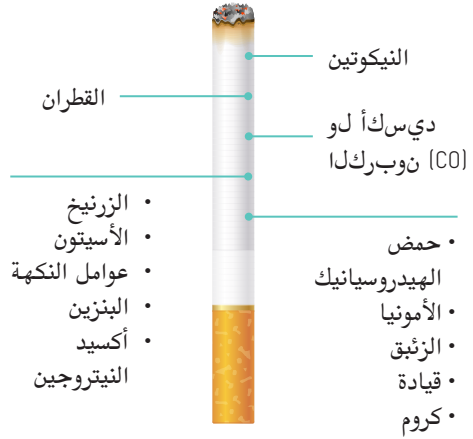 النيكوتين
القطران
ديسكأ لو
(CO) نوبركلا
• الزرنيخ
• الأسيتون
• عوامل النكهة
• البنزين
• أكسيد
النيتروجين
• حمض
الهيدروسيانيك
• الأمونيا
• الزئبق
• قيادة
• كروم